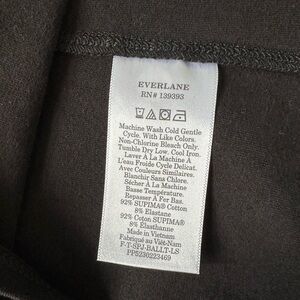 EVERLANE
RN# 139393
Machine Wash Cold Gentle
Cycle. With Like Colors.
Non-Chlorine Bleach Only.
Tumble Dry Low. Cool Iron.
Laver À La Machine À
L'eau Froide Cycle Delicat.
Avec Couleurs Similaires.
Blanchir Sans Chlore.
Sécher À La Machine
Basse Température.
Repasser À Fer Bas.
92% SUPIMA® Cotton
8% Elastane
92% Coton SUPIMA®
8% Élasthanne
Made in Vietnam
Fabriqué au Viêt-Nam
F-T-SPJ-BALLT-LS
PP5230223469